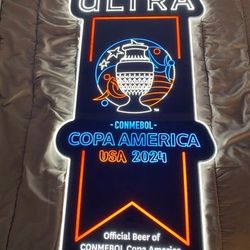 ULTRA
- CONMEBOL -
COPA AMERICA
USA 2024
Official Beer of
CONMEBOL Copa America